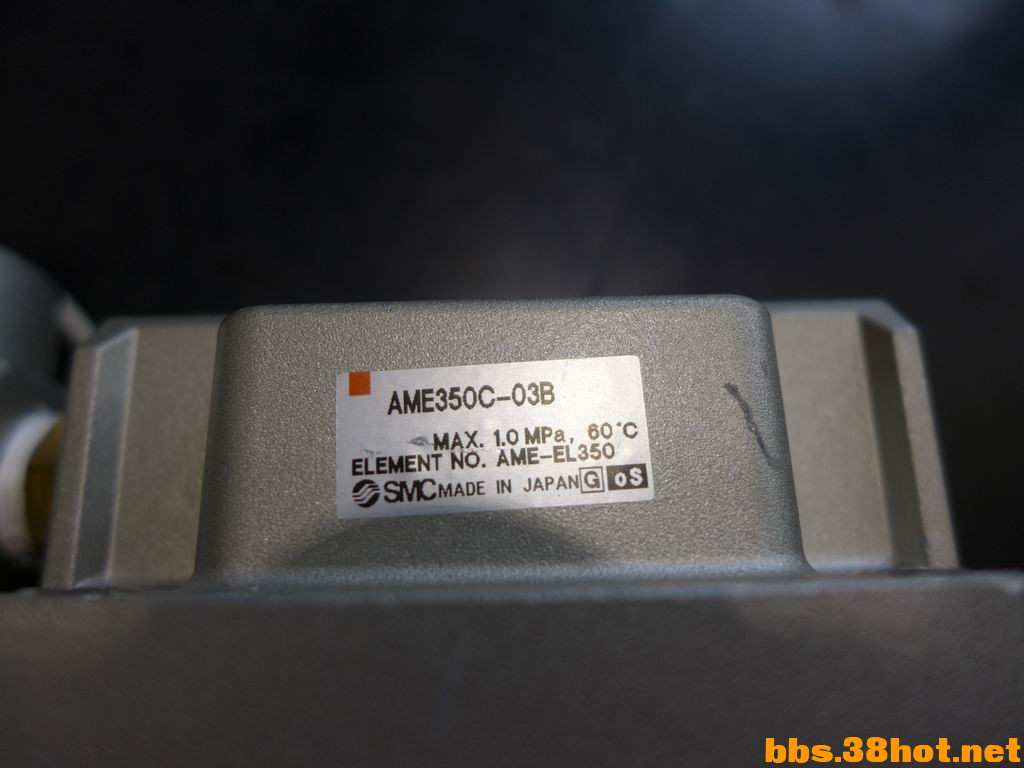 AME350C-03B
MAX. 1.0 MPa, 60°C
ELEMENT NO. AME-EL350
SMC MADE IN JAPAN G oS
bbs.38hot.net